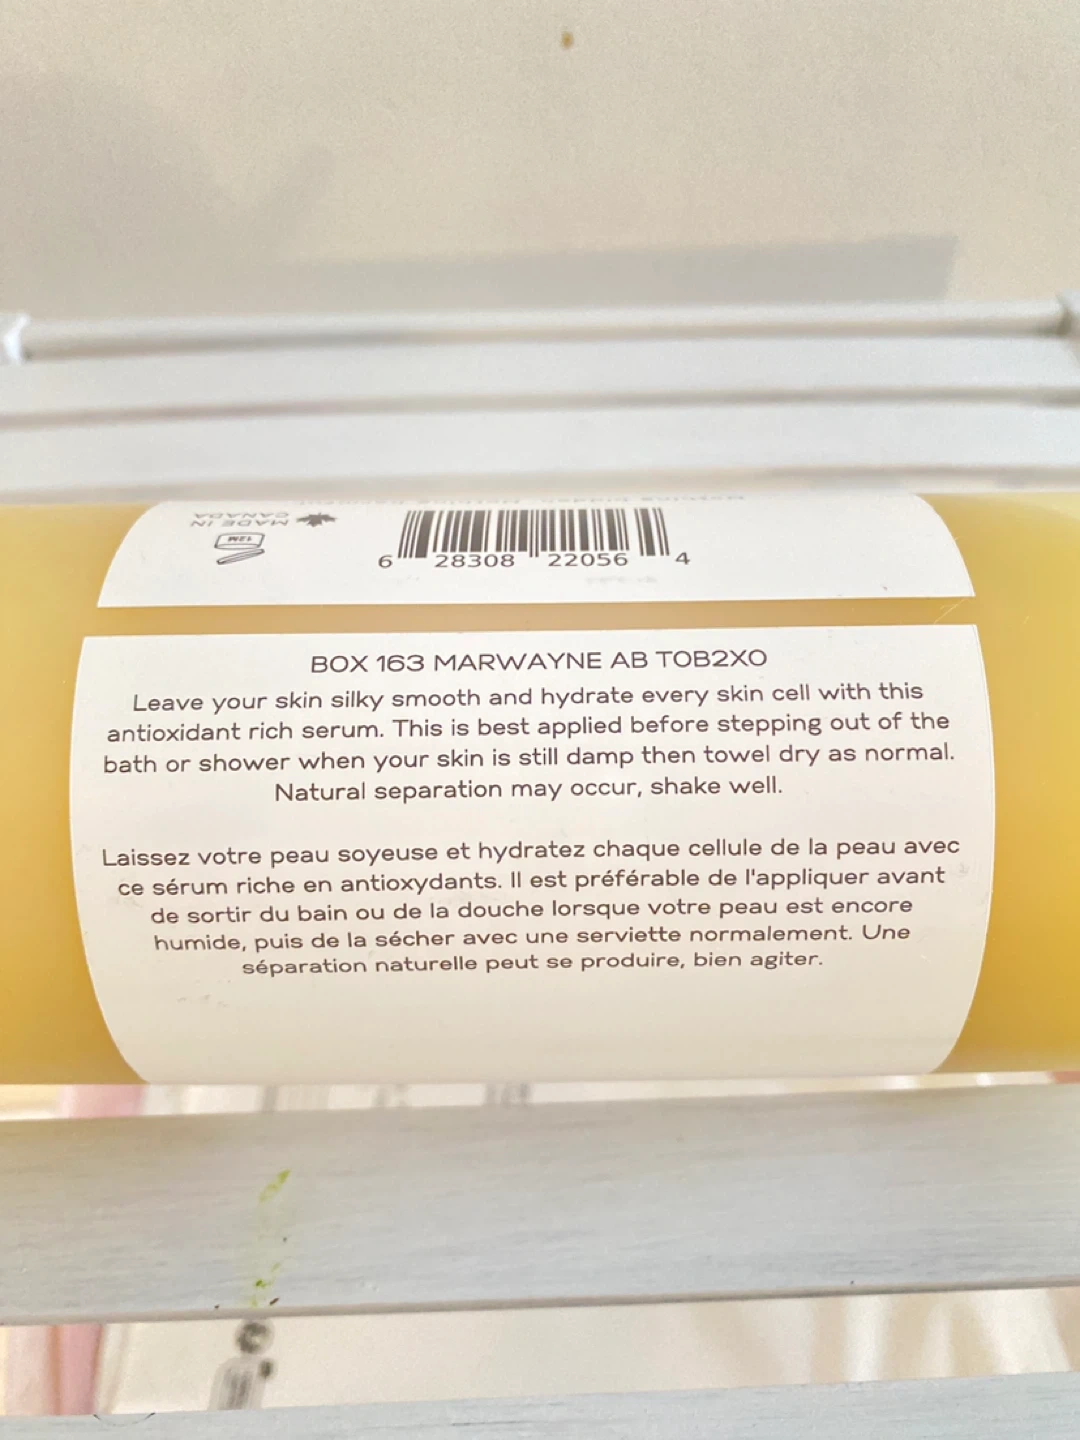 MADE IN
CANADA
12M
6 28308 22056 4
BOX 163 MARWAYNE AB TOB2XO
Leave your skin silky smooth and hydrate every skin cell with this
antioxidant rich serum. This is best applied before stepping out of the
bath or shower when your skin is still damp then towel dry as normal.
Natural separation may occur, shake well.
Laissez votre peau soyeuse et hydratez chaque cellule de la peau avec
ce sérum riche en antioxydants. Il est préférable de l'appliquer avant
de sortir du bain ou de la douche lorsque votre peau est encore
humide, puis de la sécher avec une serviette normalement. Une
séparation naturelle peut se produire, bien agiter.